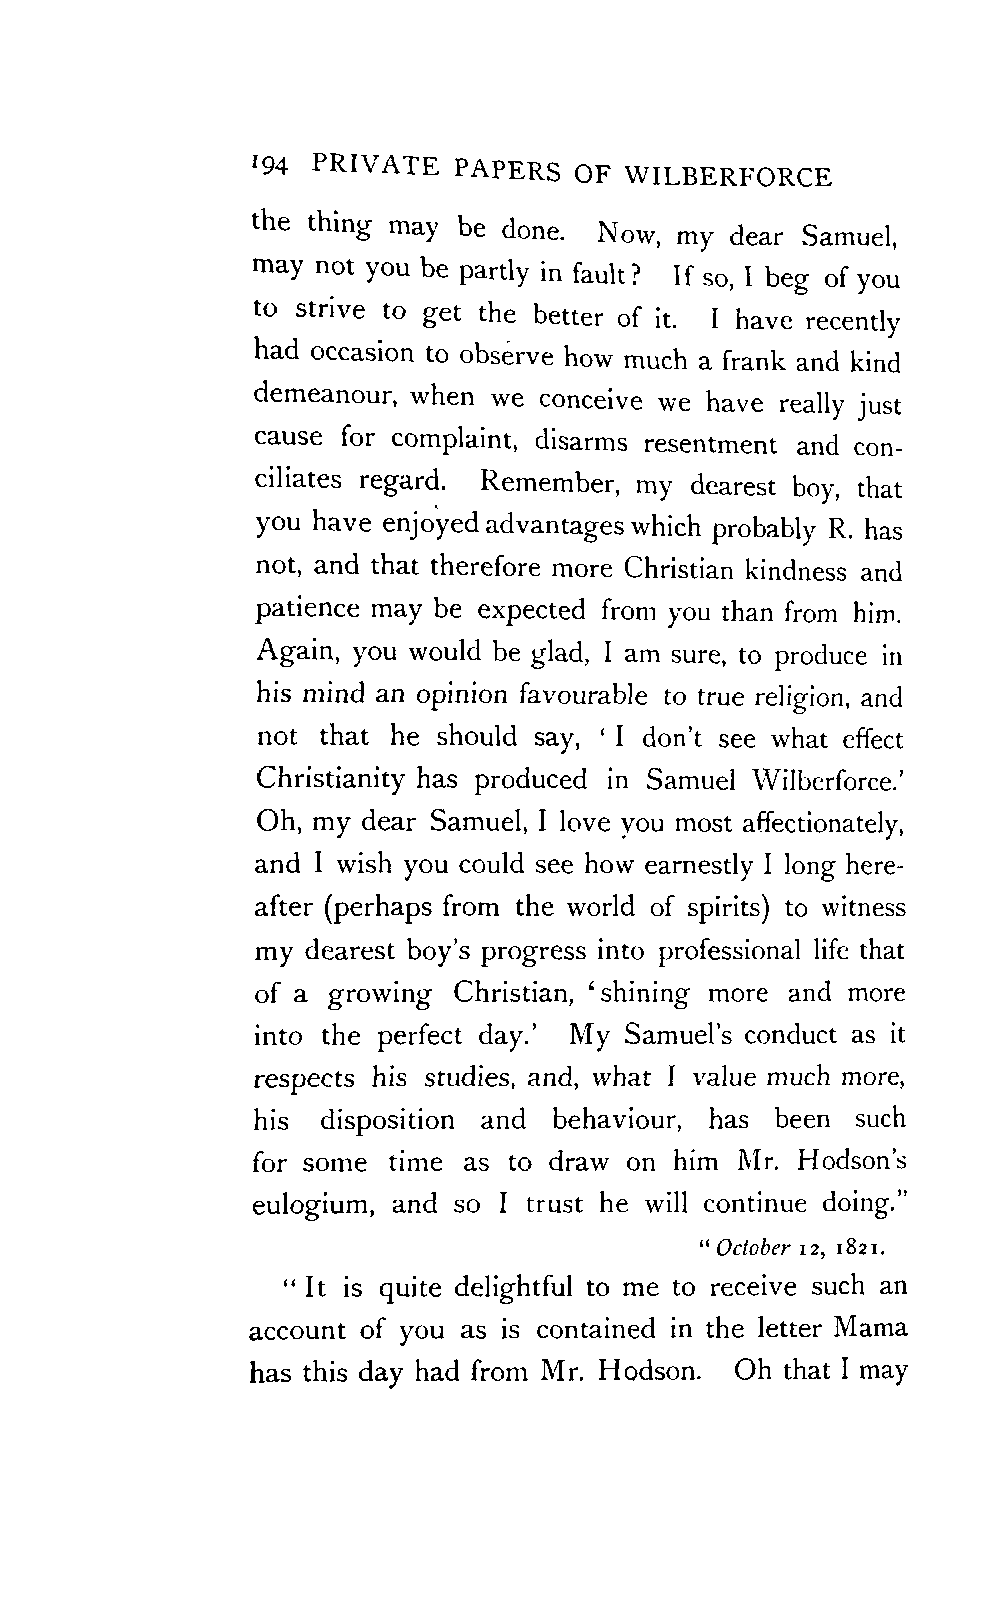 194 PRIVATE PAPERS OF WILBERFORCE
the thing may be done. Now, my dear Samuel,
may not you be partly in fault? If so, I beg of you
to strive to get the better of it. I have recently
had occasion to observe how much a frank and kind
demeanour, when we conceive we have really just
cause for complaint, disarms resentment and con-
ciliates regard. Remember, my dearest boy, that
you have enjoyed advantages which probably R. has
not, and that therefore more Christian kindness and
patience may be expected from you than from him.
Again, you would be glad, I am sure, to produce in
his mind an opinion favourable to true religion, and
not that he should say, ‘I don’t see what effect
Christianity has produced in Samuel Wilberforce.’
Oh, my dear Samuel, I love you most affectionately,
and I wish you could see how earnestly I long here-
after (perhaps from the world of spirits) to witness
my dearest boy’s progress into professional life that
of a growing Christian, ‘shining more and more
into the perfect day.’ My Samuel’s conduct as it
respects his studies, and, what I value much more,
his disposition and behaviour, has been such
for some time as to draw on him Mr. Hodson’s
eulogium, and so I trust he will continue doing.”
“October 12, 1821.
“It is quite delightful to me to receive such an
account of you as is contained in the letter Mama
has this day had from Mr. Hodson. Oh that I may